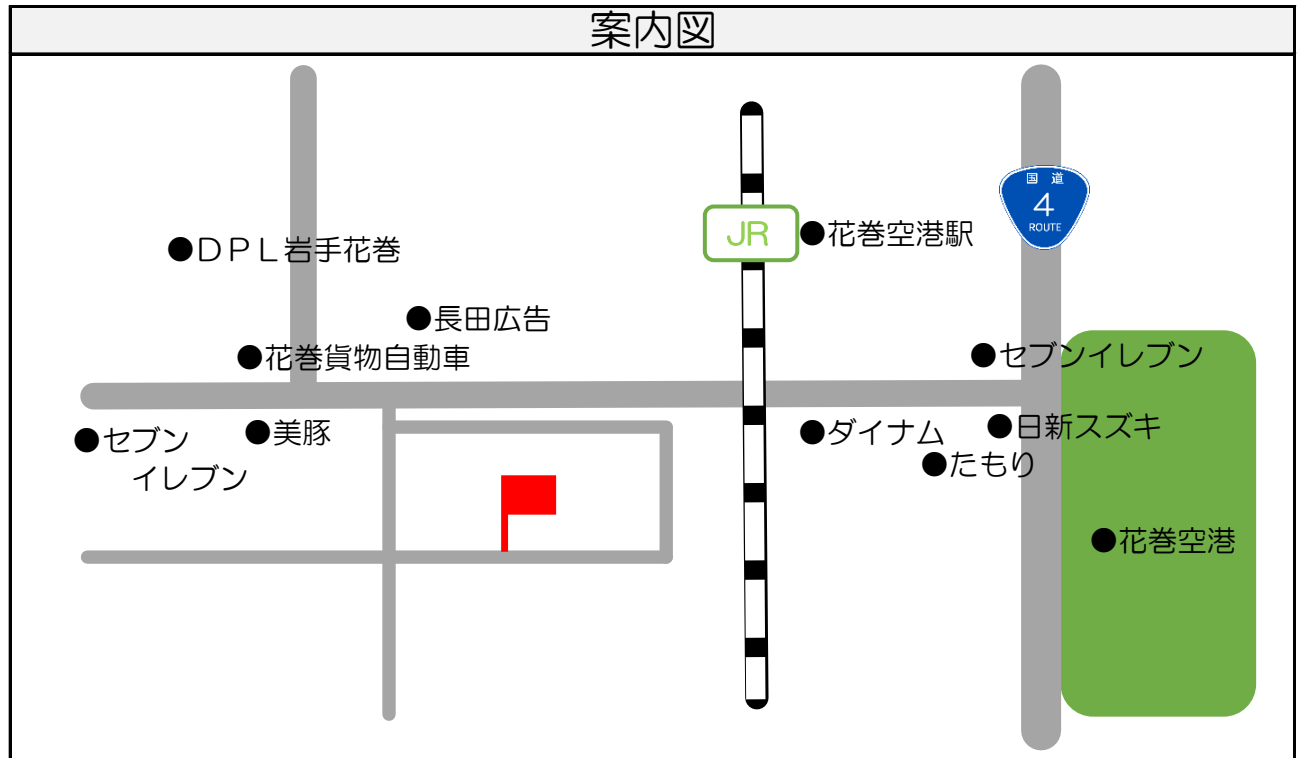 案内図
国 道
4
ROUTE
JR
●花巻空港駅
●DPL岩手花巻
●長田広告
●花巻貨物自動車
●セブンイレブン
●セブン
イレブン
●美豚
●ダイナム
●日新スズキ
●たもり
●花巻空港